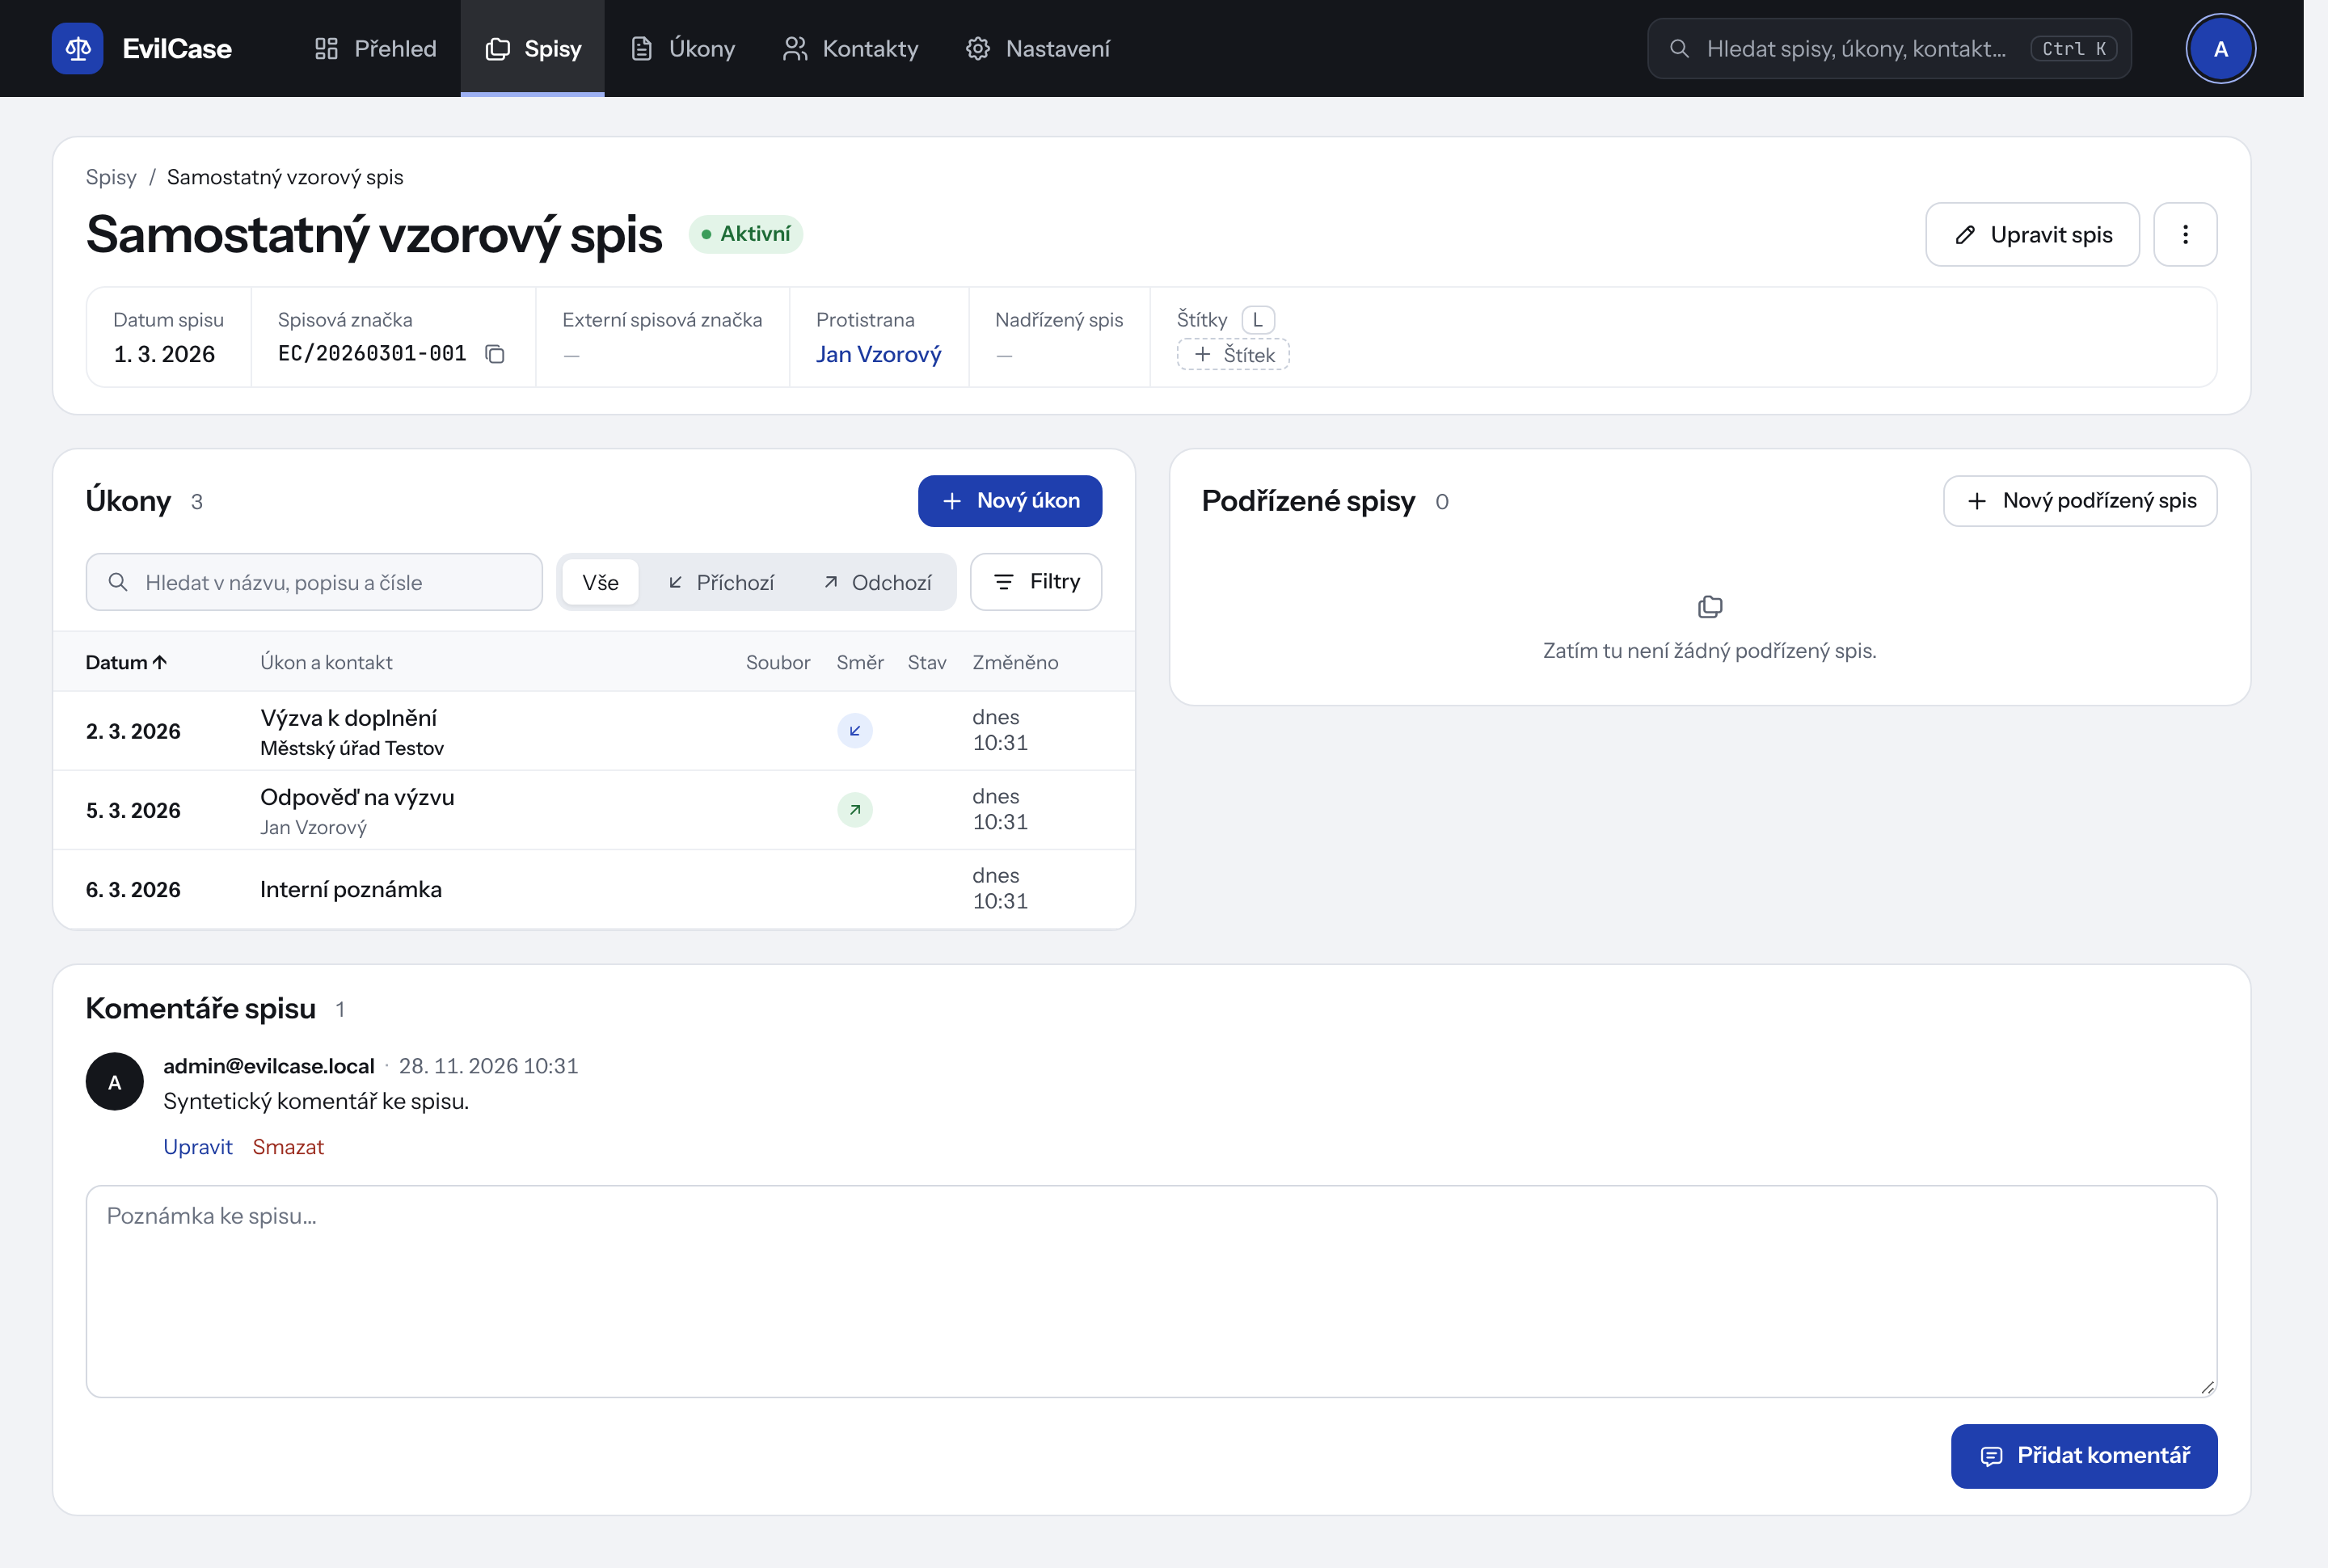 EvilCase
Přehled
Spisy
Úkony
Kontakty
Nastavení
Hledat spisy, úkony, kontakt...
Ctrl K
A
Spisy / Samostatný vzorový spis
Samostatný vzorový spis
Aktivní
Upravit spis
Datum spisu
1. 3. 2026
Spisová značka
EC/20260301-001
Externí spisová značka
—
Protistrana
Jan Vzorový
Nadřízený spis
—
Štítky L
+ Štítek
Úkony 3
+ Nový úkon
Hledat v názvu, popisu a čísle
Vše
Příchozí
Odchozí
Filtry
Datum ↑ Úkon a kontakt Soubor Směr Stav Změněno
2. 3. 2026
Výzva k doplnění
Městský úřad Testov
dnes
10:31
5. 3. 2026
Odpověď na výzvu
Jan Vzorový
dnes
10:31
6. 3. 2026
Interní poznámka
dnes
10:31
Podřízené spisy 0
+ Nový podřízený spis
Zatím tu není žádný podřízený spis.
Komentáře spisu 1
A
admin@evilcase.local · 28. 11. 2026 10:31
Syntetický komentář ke spisu.
Upravit Smazat
Poznámka ke spisu...
Přidat komentář